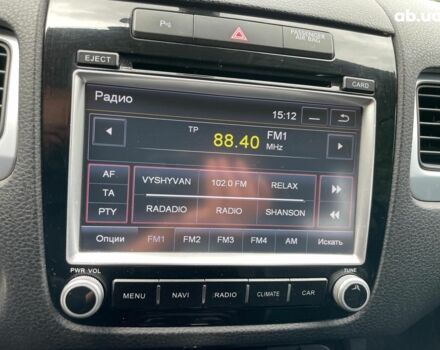 ab.ua
P
PASSENGER
AIR BAG
EJECT
CARD
Радио
15:12
TP
88.40
FM1
MHz
AF
TA
PTY
VYSHYVAN
102.0 FM
RELAX
RADADIO
RADIO
SHANSON
Опции
FM1
FM2
FM3
FM4
AM
Искать
PWR VOL
TUNE
MENU
NAVI
RADIO
CLIMATE
CAR